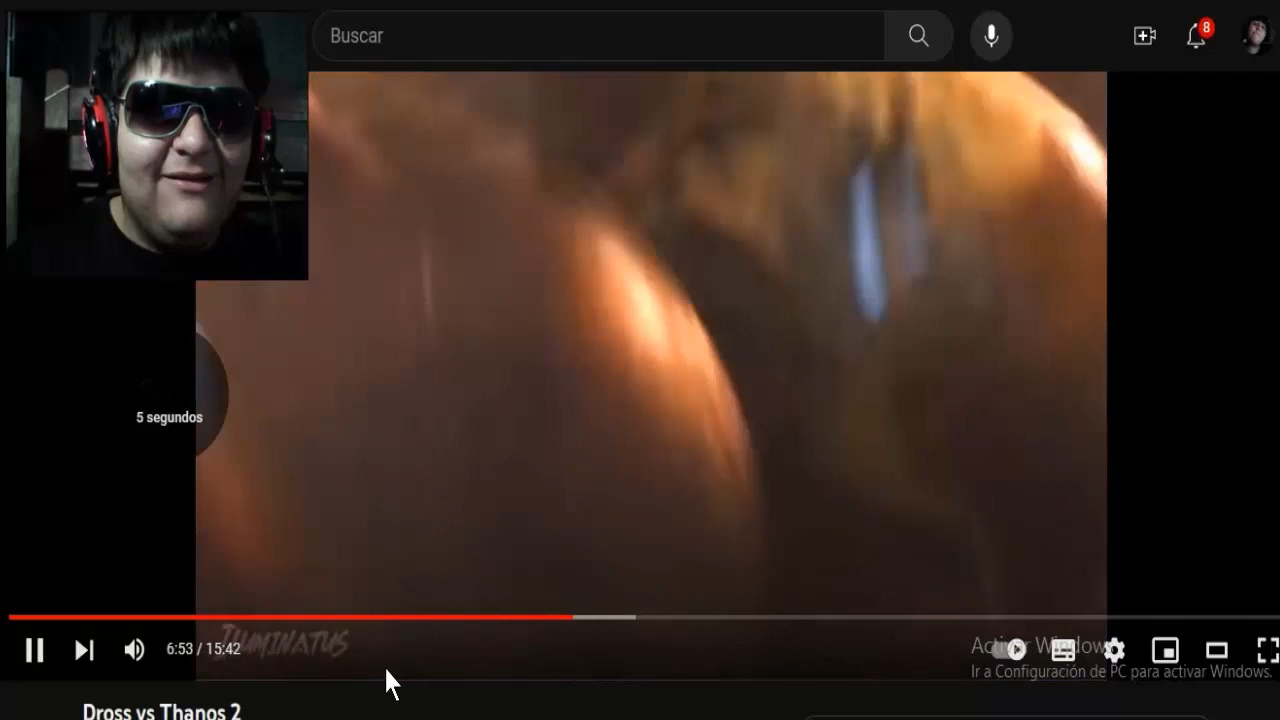 Buscar
8
5 segundos
ILUMINATUS
6:53 / 15:42
Activar Windows
Ir a Configuración de PC para activar Windows.
Dross vs Thanos 2